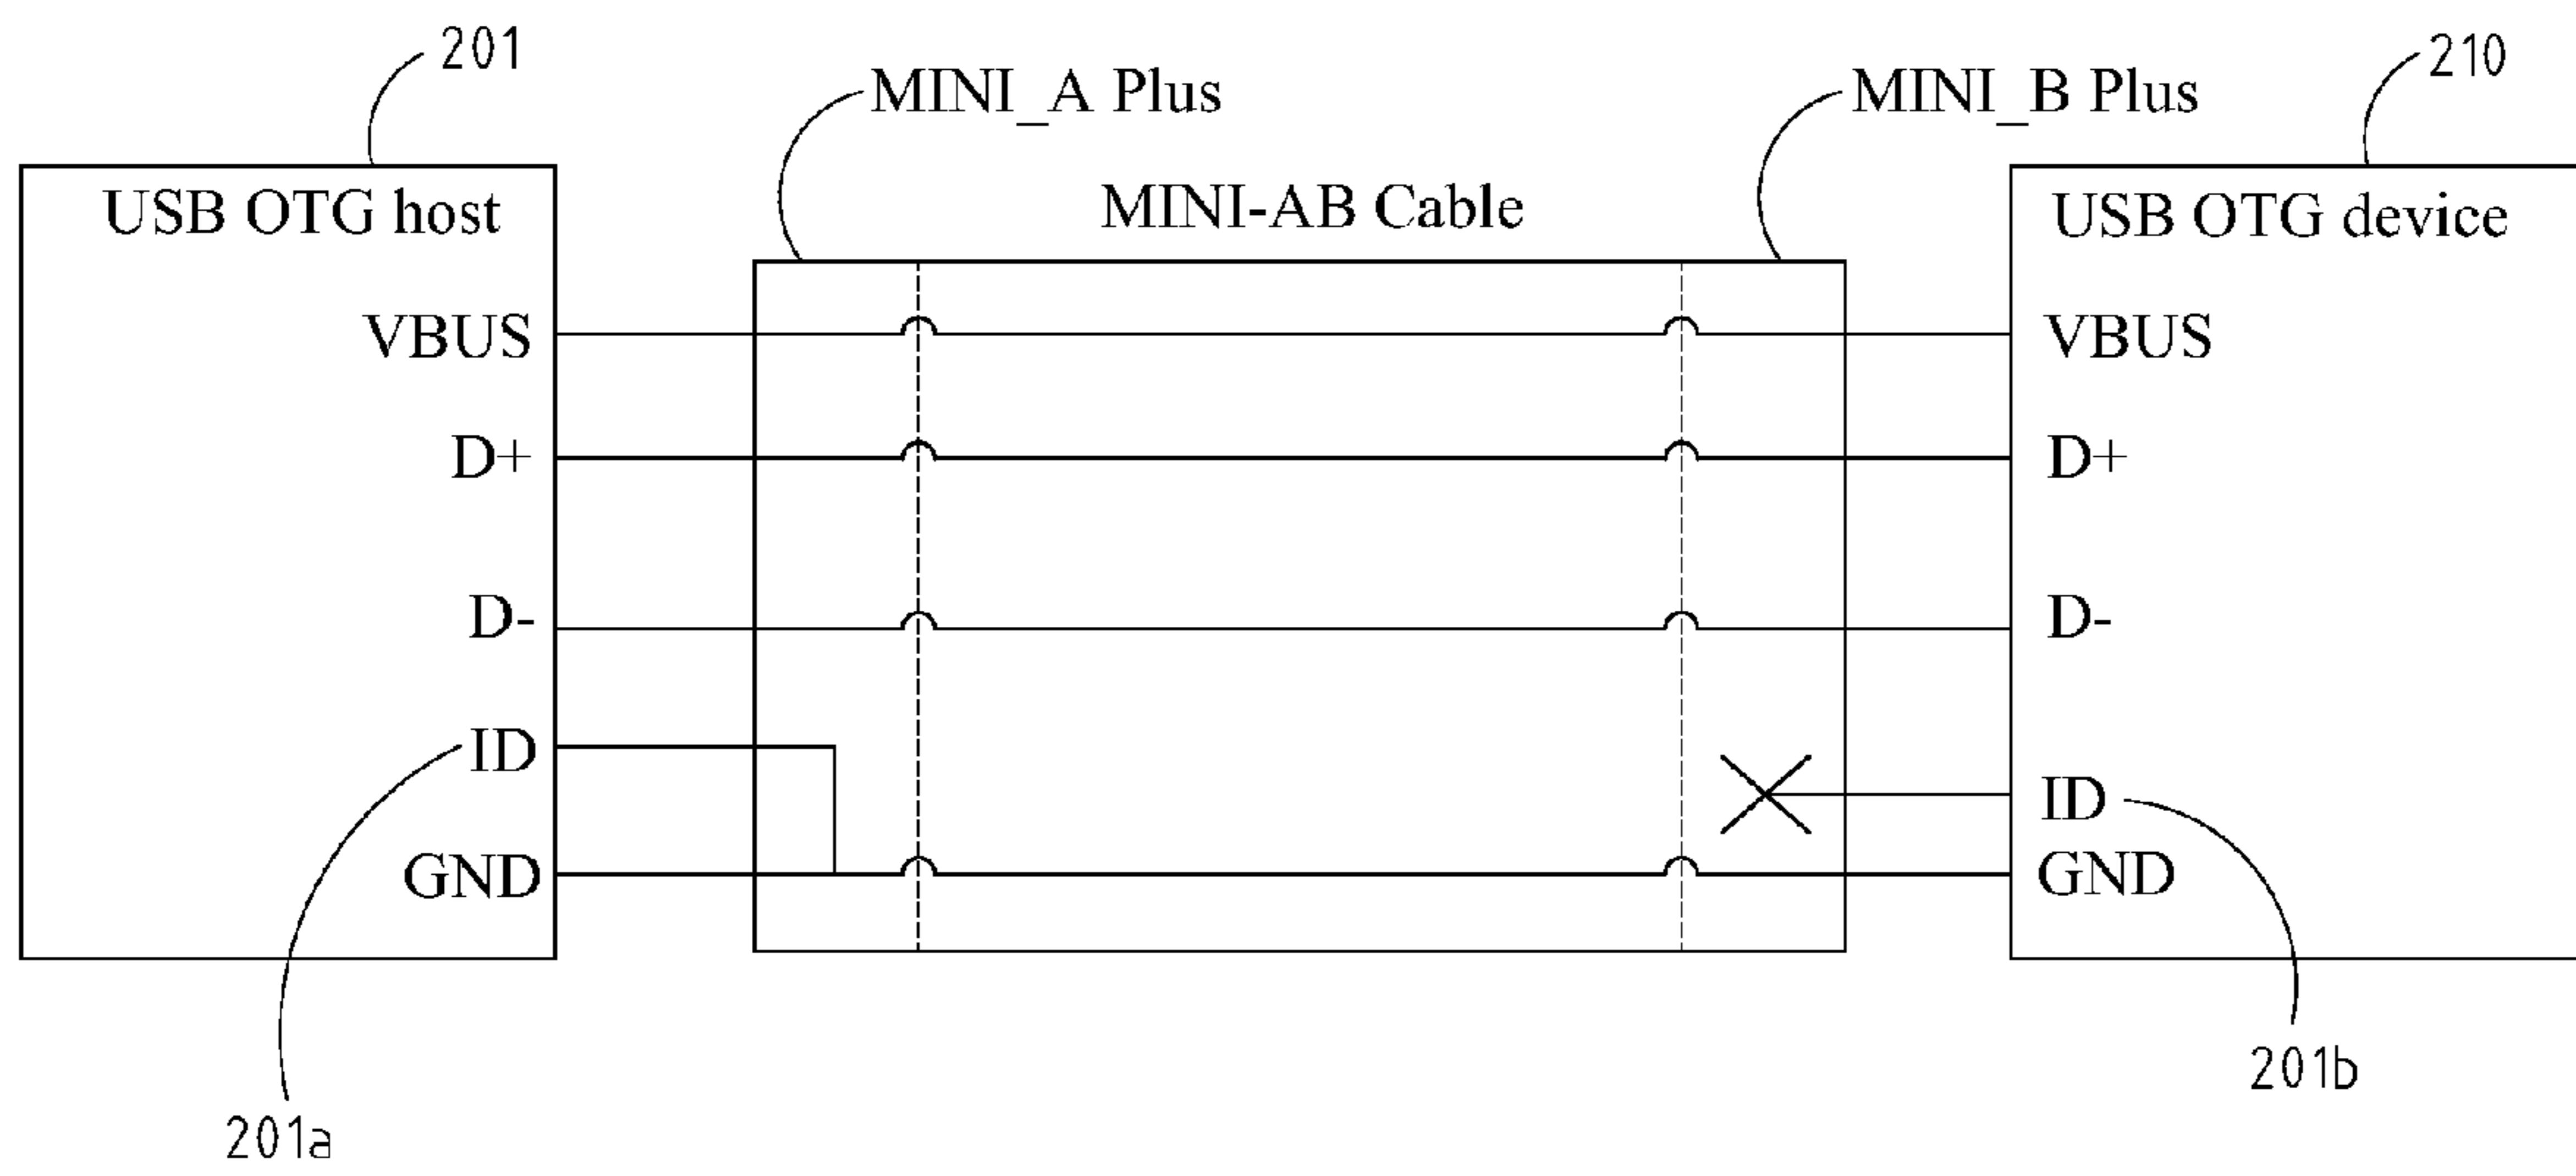 201
210
MINI_A Plus
MINI_B Plus
USB OTG host
MINI-AB Cable
USB OTG device
VBUS
VBUS
D+
D+
D-
D-
ID
ID
GND
GND
201a
201b